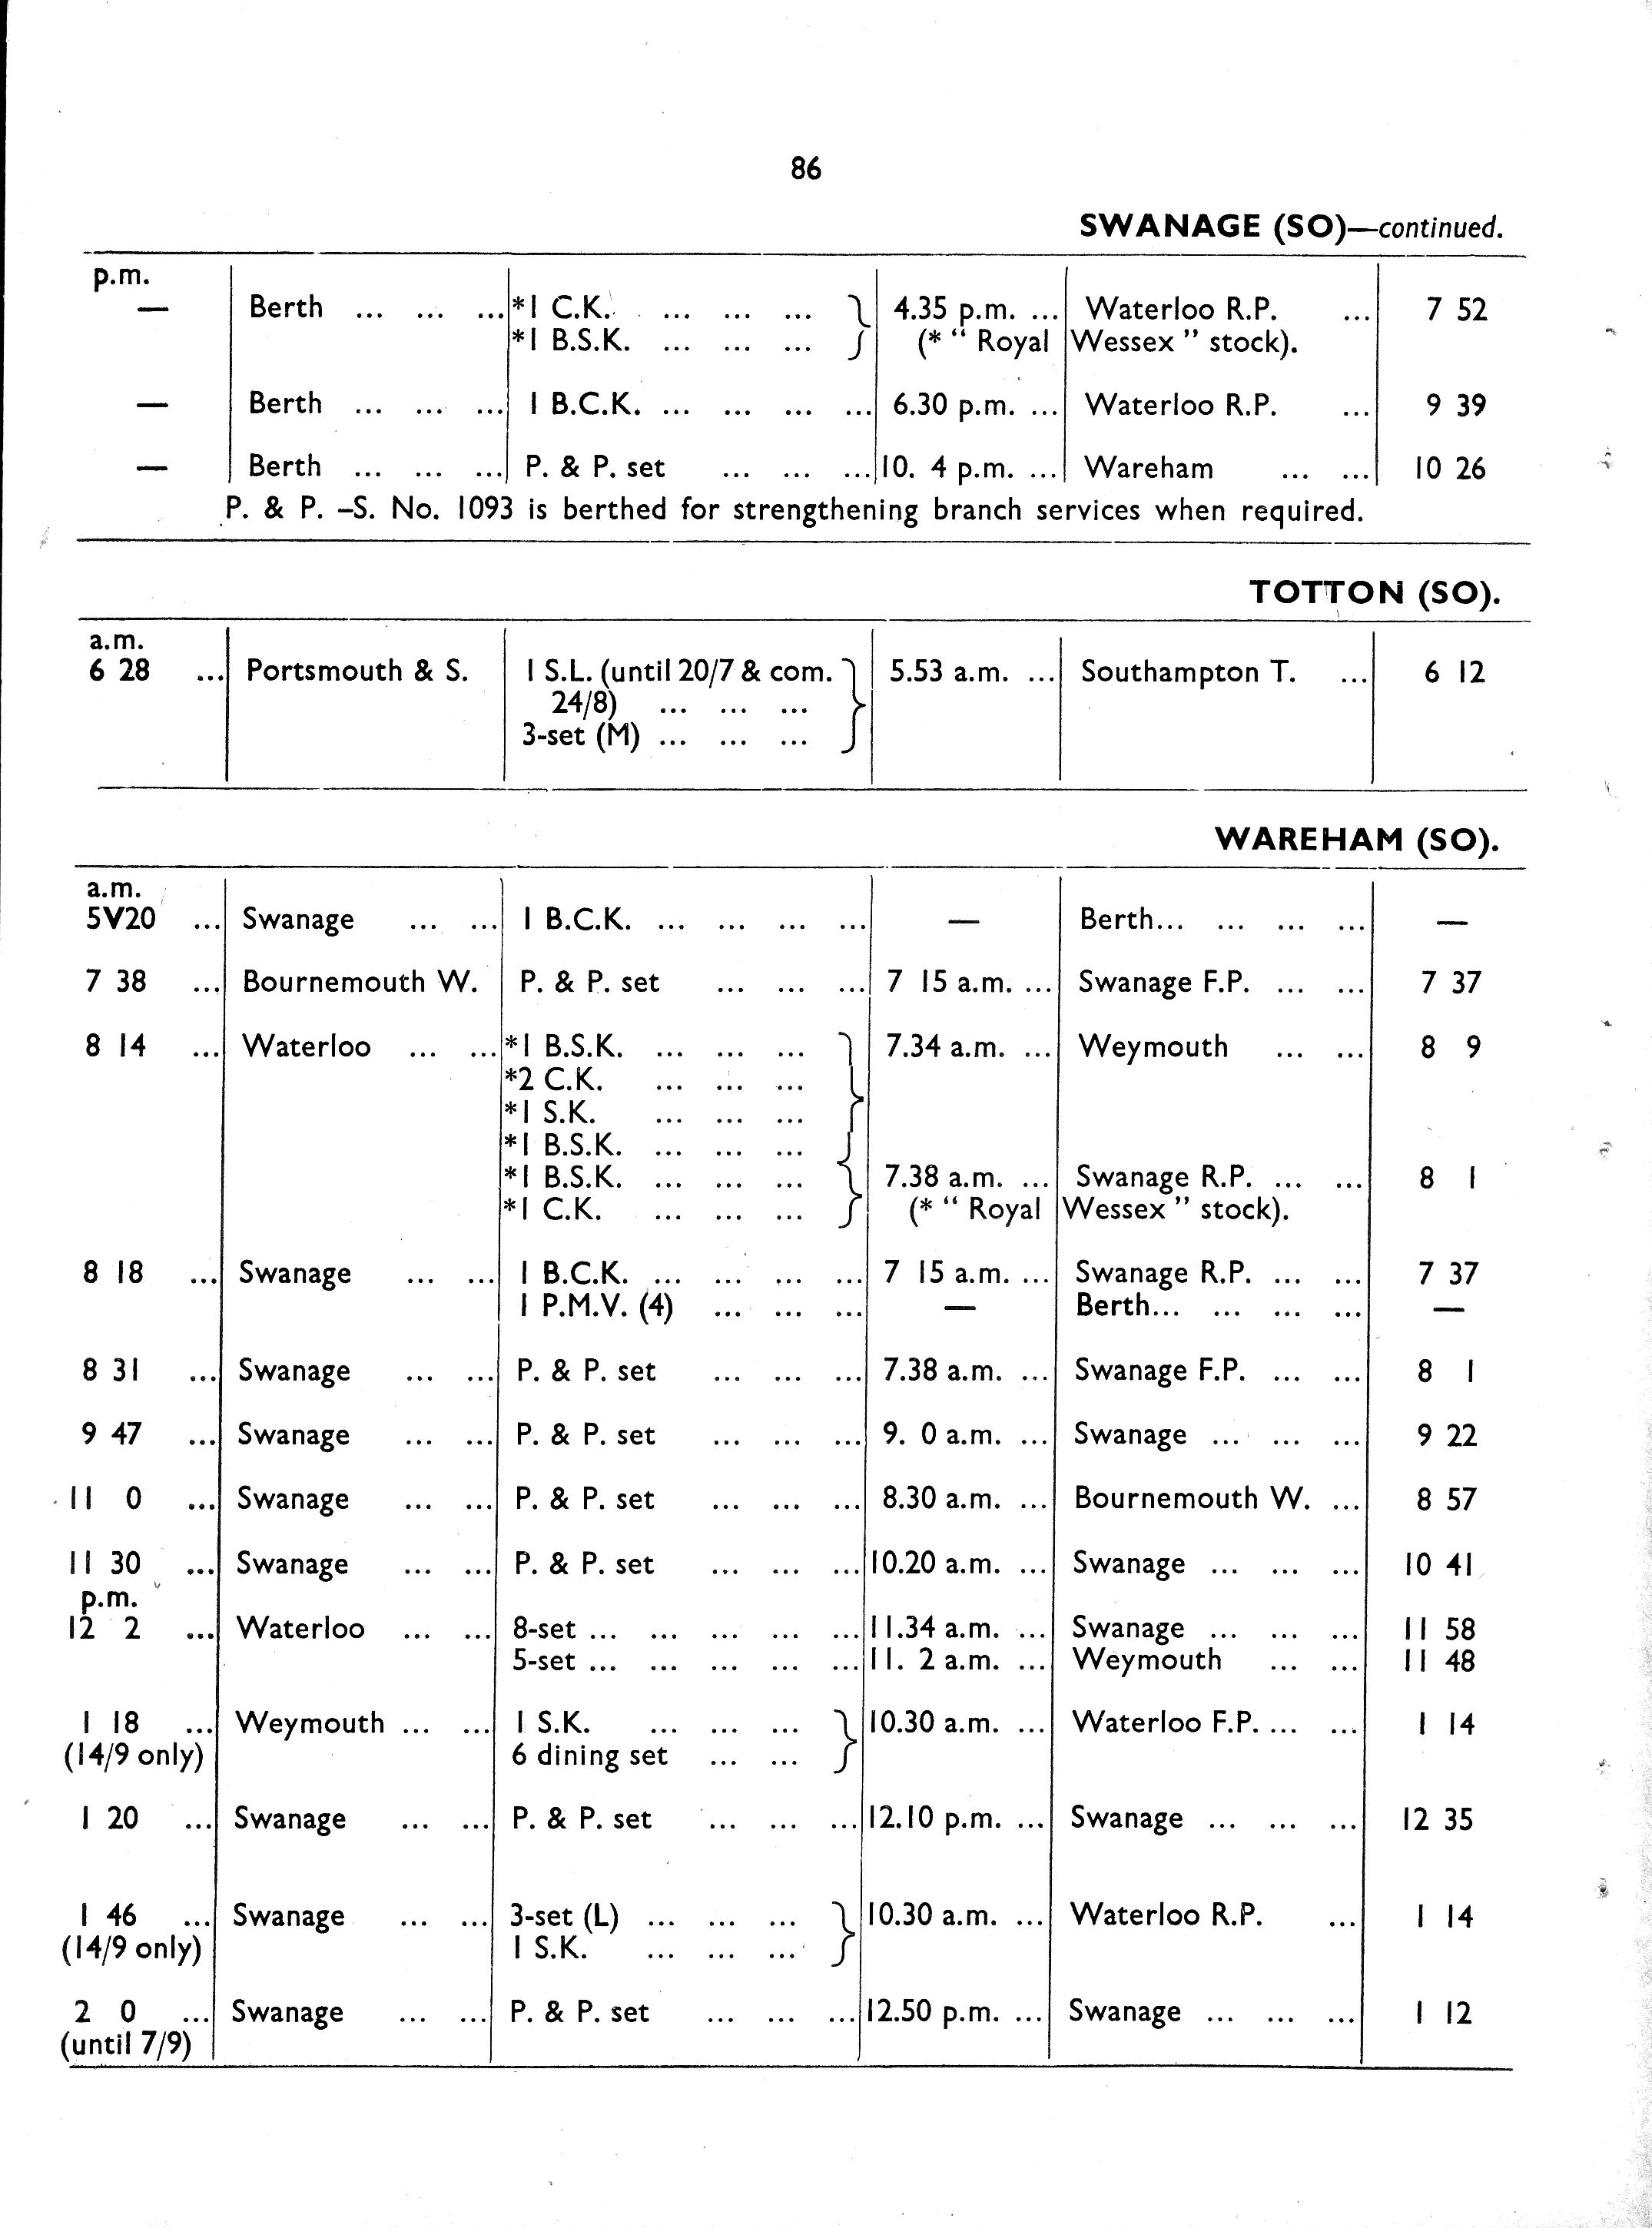 86
SWANAGE (SO)—continued.
p.m.
— Berth ... ... ... *1 C.K. ... ... ... } 4.35 p.m. ... Waterloo R.P. ... 7 52
*1 B.S.K. ... ... ... (* “ Royal Wessex ” stock).
— Berth ... ... ... 1 B.C.K. ... ... ... ... 6.30 p.m. ... Waterloo R.P. ... 9 39
— Berth ... ... ... P. & P. set ... ... ... 10. 4 p.m. ... Wareham ... ... 10 26
P. & P. –S. No. 1093 is berthed for strengthening branch services when required.
TOTTON (SO).
a.m.
6 28 ... Portsmouth & S. 1 S.L. (until 20/7 & com. } 5.53 a.m. ... Southampton T. ... 6 12
24/8) ... ... ...
3-set (M) ... ... ...
WAREHAM (SO).
a.m.
5V20 ... Swanage ... ... 1 B.C.K. ... ... ... ... — Berth... ... ... ... —
7 38 ... Bournemouth W. P. & P. set ... ... ... 7 15 a.m. ... Swanage F.P. ... ... 7 37
8 14 ... Waterloo ... ... *1 B.S.K. ... ... ... } 7.34 a.m. ... Weymouth ... ... 8 9
*2 C.K. ... ... ...
*1 S.K. ... ... ...
*1 B.S.K. ... ... ...
*1 B.S.K. ... ... ... } 7.38 a.m. ... Swanage R.P. ... ... 8 1
*1 C.K. ... ... ... (* “ Royal Wessex ” stock).
8 18 ... Swanage ... ... 1 B.C.K. ... ... ... ... 7 15 a.m. ... Swanage R.P. ... ... 7 37
1 P.M.V. (4) ... ... ... — Berth... ... ... ... —
8 31 ... Swanage ... ... P. & P. set ... ... ... 7.38 a.m. ... Swanage F.P. ... ... 8 1
9 47 ... Swanage ... ... P. & P. set ... ... ... 9. 0 a.m. ... Swanage ... ... ... 9 22
11 0 ... Swanage ... ... P. & P. set ... ... ... 8.30 a.m. ... Bournemouth W. ... 8 57
11 30 ... Swanage ... ... P. & P. set ... ... ... 10.20 a.m. ... Swanage ... ... ... 10 41
p.m.
12 2 ... Waterloo ... ... 8-set ... ... ... ... ... 11.34 a.m. ... Swanage ... ... ... 11 58
5-set ... ... ... ... ... 11. 2 a.m. ... Weymouth ... ... 11 48
1 18 ... Weymouth ... ... 1 S.K. ... ... ... } 10.30 a.m. ... Waterloo F.P. ... ... 1 14
(14/9 only) 6 dining set ... ...
1 20 ... Swanage ... ... P. & P. set ... ... ... 12.10 p.m. ... Swanage ... ... ... 12 35
1 46 ... Swanage ... ... 3-set (L) ... ... ... } 10.30 a.m. ... Waterloo R.P. ... 1 14
(14/9 only) 1 S.K. ... ... ...
2 0 ... Swanage ... ... P. & P. set ... ... ... 12.50 p.m. ... Swanage ... ... ... 1 12
(until 7/9)